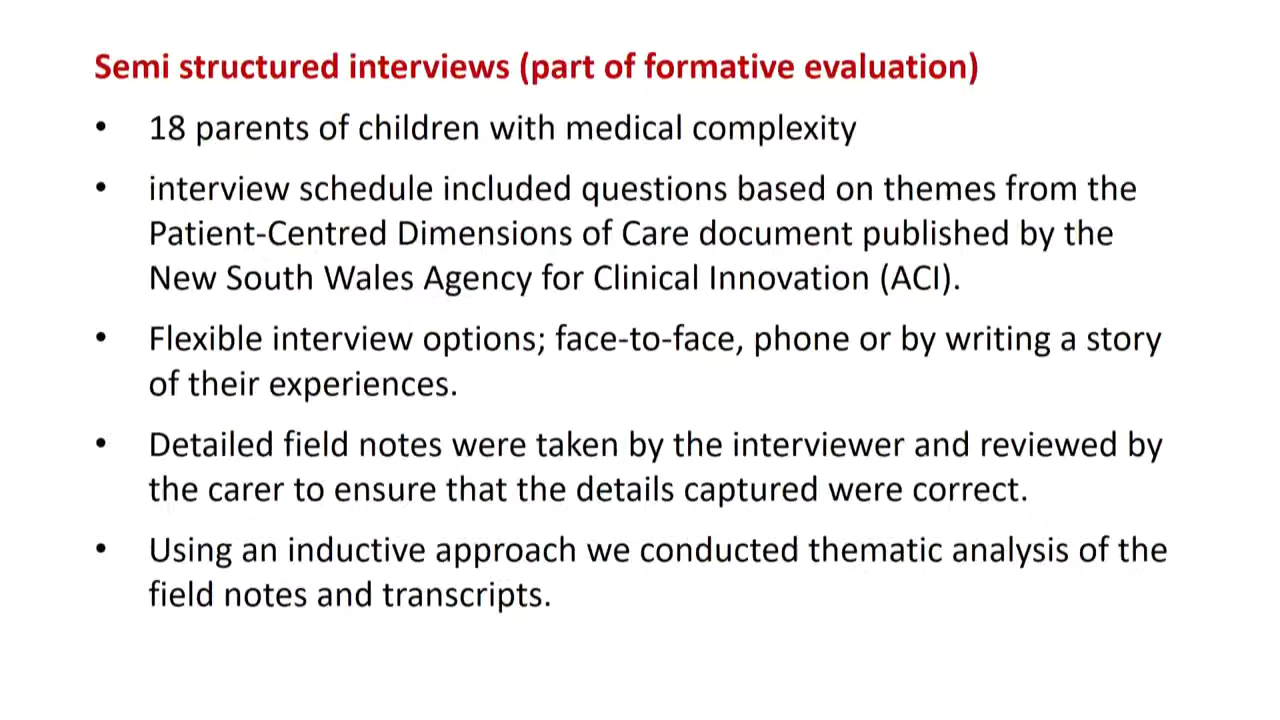 Semi structured interviews (part of formative evaluation)
• 18 parents of children with medical complexity
• interview schedule included questions based on themes from the
Patient-Centred Dimensions of Care document published by the
New South Wales Agency for Clinical Innovation (ACI).
• Flexible interview options; face-to-face, phone or by writing a story
of their experiences.
• Detailed field notes were taken by the interviewer and reviewed by
the carer to ensure that the details captured were correct.
• Using an inductive approach we conducted thematic analysis of the
field notes and transcripts.